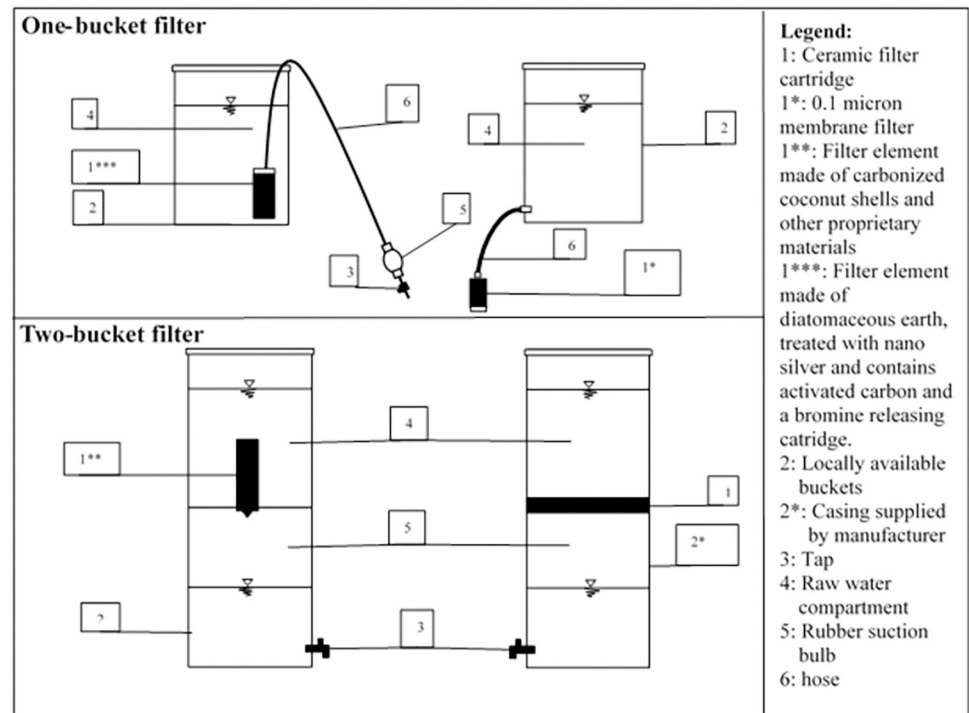 One-bucket filter
4
1***
2
6
5
3
4
2
6
1*
Two-bucket filter
1**
2
4
5
3
1
2*
Legend:
1: Ceramic filter
cartridge
1*: 0.1 micron
membrane filter
1**: Filter element
made of carbonized
coconut shells and
other proprietary
materials
1***: Filter element
made of
diatomaceous earth,
treated with nano
silver and contains
activated carbon and
a bromine releasing
catridge.
2: Locally available
buckets
2*: Casing supplied
by manufacturer
3: Tap
4: Raw water
compartment
5: Rubber suction
bulb
6: hose